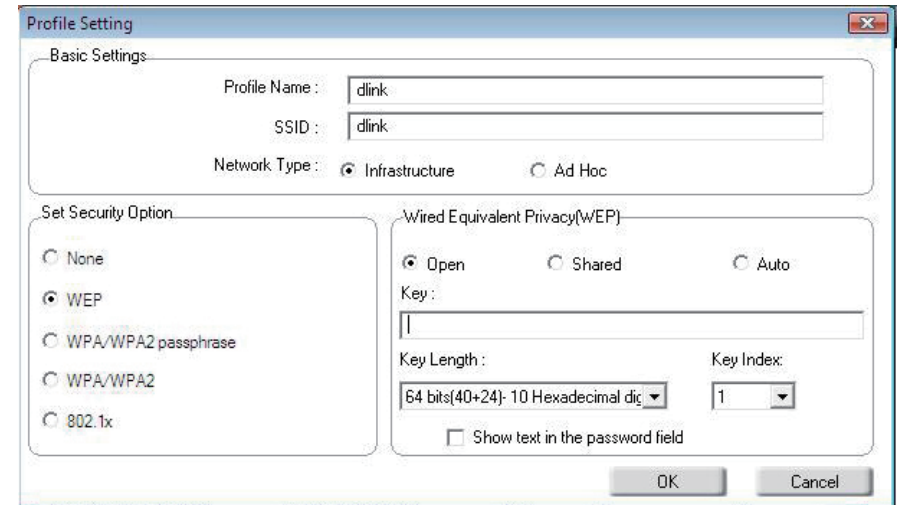 Profile Setting
Basic Settings
Profile Name : dlink
SSID : dlink
Network Type : Infrastructure Ad Hoc
Set Security Option
None
WEP
WPA/WPA2 passphrase
WPA/WPA2
802.1x
Wired Equivalent Privacy(WEP)
Open Shared Auto
Key :
Key Length : Key Index:
64 bits(40+24)- 10 Hexadecimal dig 1
Show text in the password field
OK Cancel